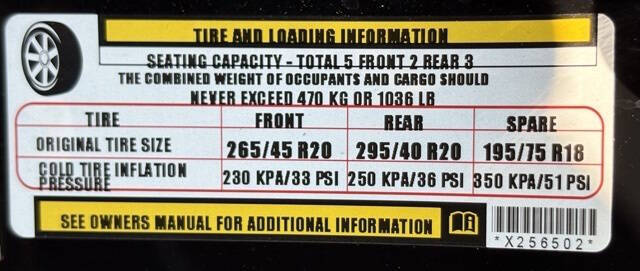 TIRE AND LOADING INFORMATION
SEATING CAPACITY - TOTAL 5 FRONT 2 REAR 3
THE COMBINED WEIGHT OF OCCUPANTS AND CARGO SHOULD
NEVER EXCEED 470 KG OR 1036 LB
TIRE FRONT REAR SPARE
ORIGINAL TIRE SIZE 265/45 R20 295/40 R20 195/75 R18
COLD TIRE INFLATION
PRESSURE 230 KPA/33 PSI 250 KPA/36 PSI 350 KPA/51 PSI
SEE OWNERS MANUAL FOR ADDITIONAL INFORMATION
*X256502*